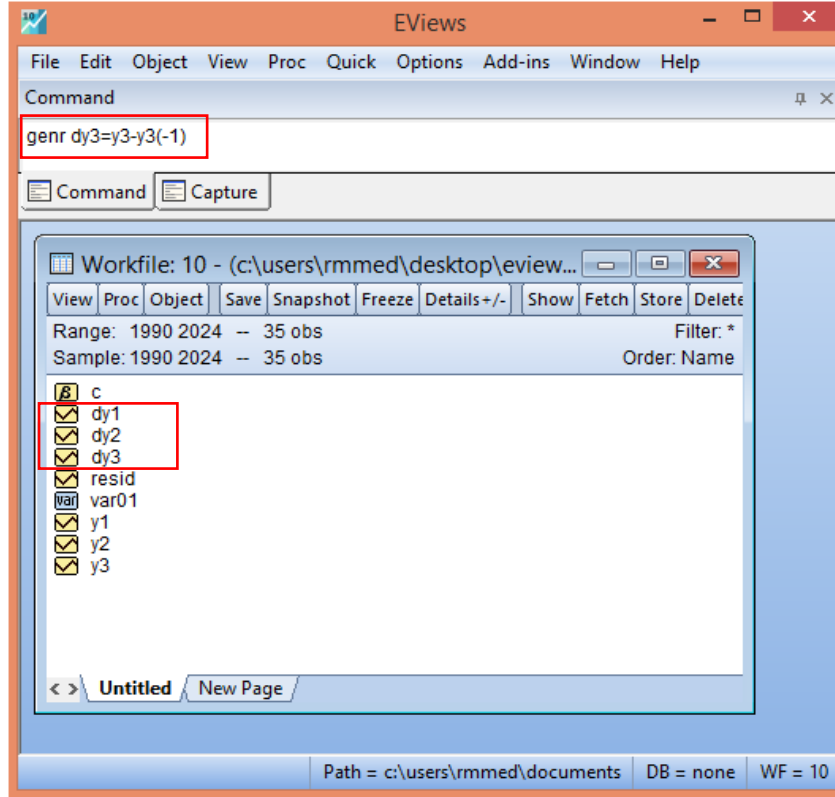 10
EViews
File Edit Object View Proc Quick Options Add-ins Window Help
Command
genr dy3=y3-y3(-1)
Command Capture
Workfile: 10 - (c:\users\rmmed\desktop\eview...
View Proc Object Save Snapshot Freeze Details+/- Show Fetch Store Delete
Range: 1990 2024 -- 35 obs Filter: *
Sample: 1990 2024 -- 35 obs Order: Name
β c
dy1
dy2
dy3
resid
var var01
y1
y2
y3
< > Untitled New Page
Path = c:\users\rmmed\documents DB = none WF = 10